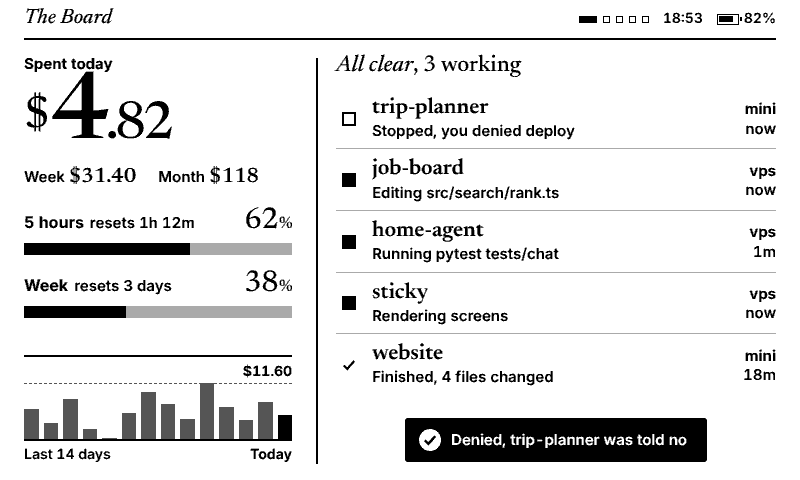 The Board
18:53
82%
Spent today
$4.82
Week $31.40 Month $118
5 hours resets 1h 12m 62%
Week resets 3 days 38%
$11.60
Last 14 days Today
All clear, 3 working
trip-planner mini
Stopped, you denied deploy now
job-board vps
Editing src/search/rank.ts now
home-agent vps
Running pytest tests/chat 1m
sticky vps
Rendering screens now
website mini
Finished, 4 files changed 18m
Denied, trip-planner was told no